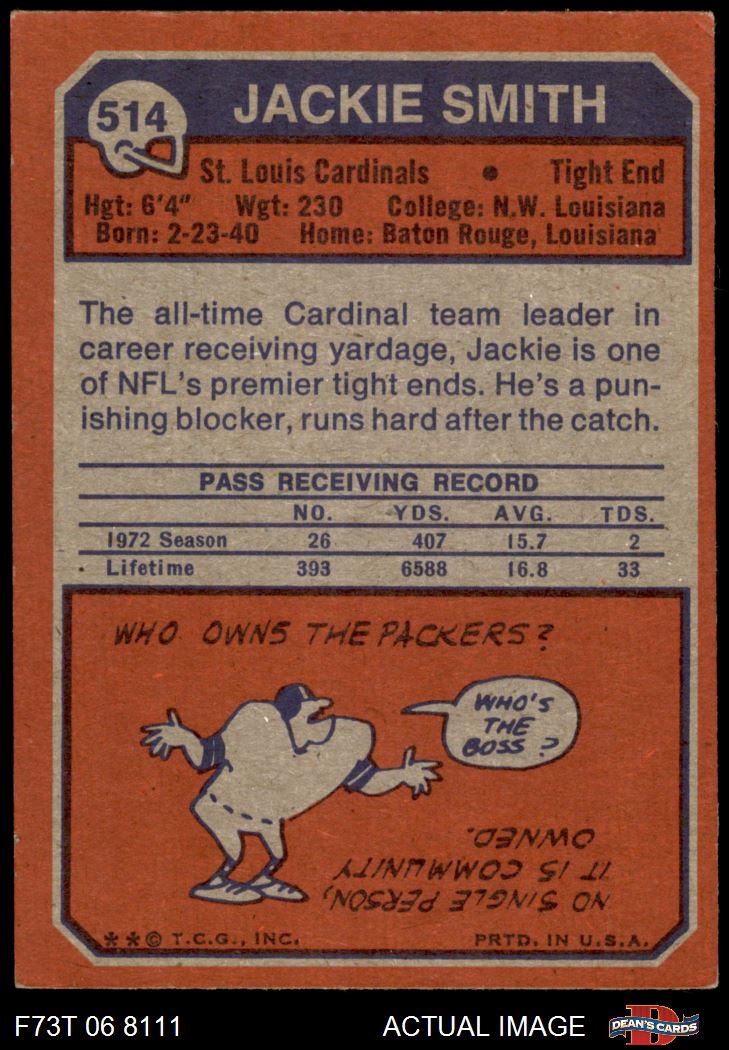 514 JACKIE SMITH
St. Louis Cardinals • Tight End
Hgt: 6'4" Wgt: 230 College: N.W. Louisiana
Born: 2-23-40 Home: Baton Rouge, Louisiana
The all-time Cardinal team leader in
career receiving yardage, Jackie is one
of NFL's premier tight ends. He's a pun-
ishing blocker, runs hard after the catch.
PASS RECEIVING RECORD
NO. YDS. AVG. TDS.
1972 Season 26 407 15.7 2
Lifetime 393 6588 16.8 33
WHO OWNS THE PACKERS?
WHO'S
THE
BOSS?
NO SINGLE PERSON,
IT IS COMMUNITY
OWNED.
** © T.C.G., INC. PRTD. IN U.S.A.
F73T 06 8111 ACTUAL IMAGE
D
DEAN'S CARDS